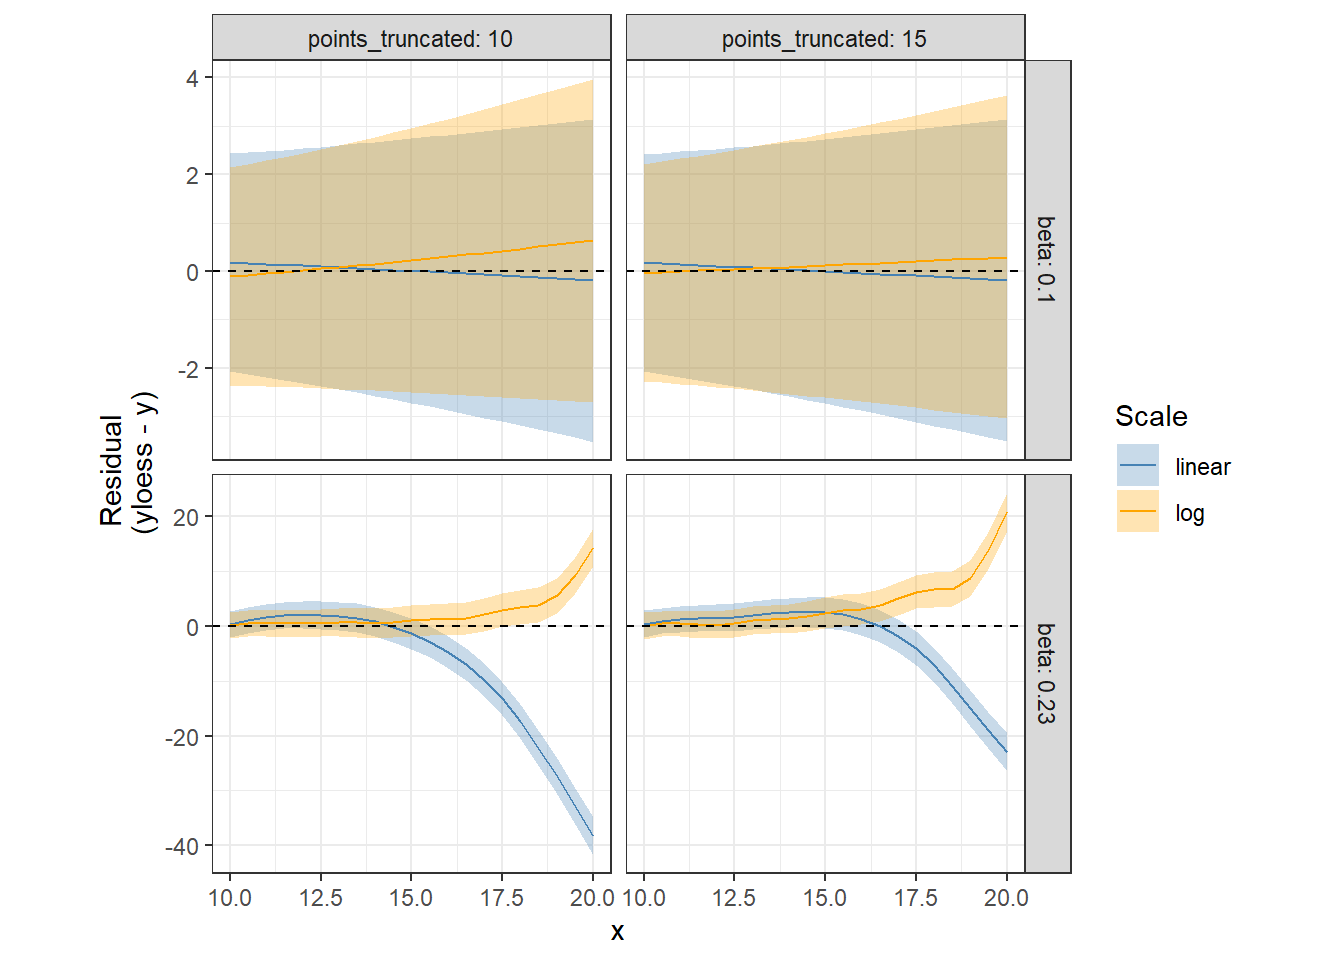 points_truncated: 10
points_truncated: 15
4
2
0
-2
beta: 0.1
20
0
-20
-40
beta: 0.23
10.0
12.5
15.0
17.5
20.0
10.0
12.5
15.0
17.5
20.0
x
Residual
(yloess - y)
Scale
linear
log